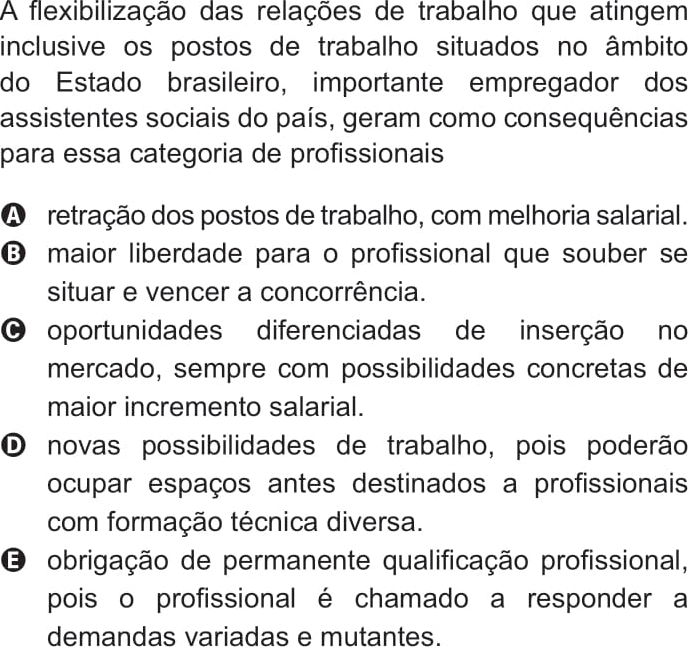 A flexibilização das relações de trabalho que atingem
inclusive os postos de trabalho situados no âmbito
do Estado brasileiro, importante empregador dos
assistentes sociais do país, geram como consequências
para essa categoria de profissionais
A retração dos postos de trabalho, com melhoria salarial.
B maior liberdade para o profissional que souber se
situar e vencer a concorrência.
C oportunidades diferenciadas de inserção no
mercado, sempre com possibilidades concretas de
maior incremento salarial.
D novas possibilidades de trabalho, pois poderão
ocupar espaços antes destinados a profissionais
com formação técnica diversa.
E obrigação de permanente qualificação profissional,
pois o profissional é chamado a responder a
demandas variadas e mutantes.